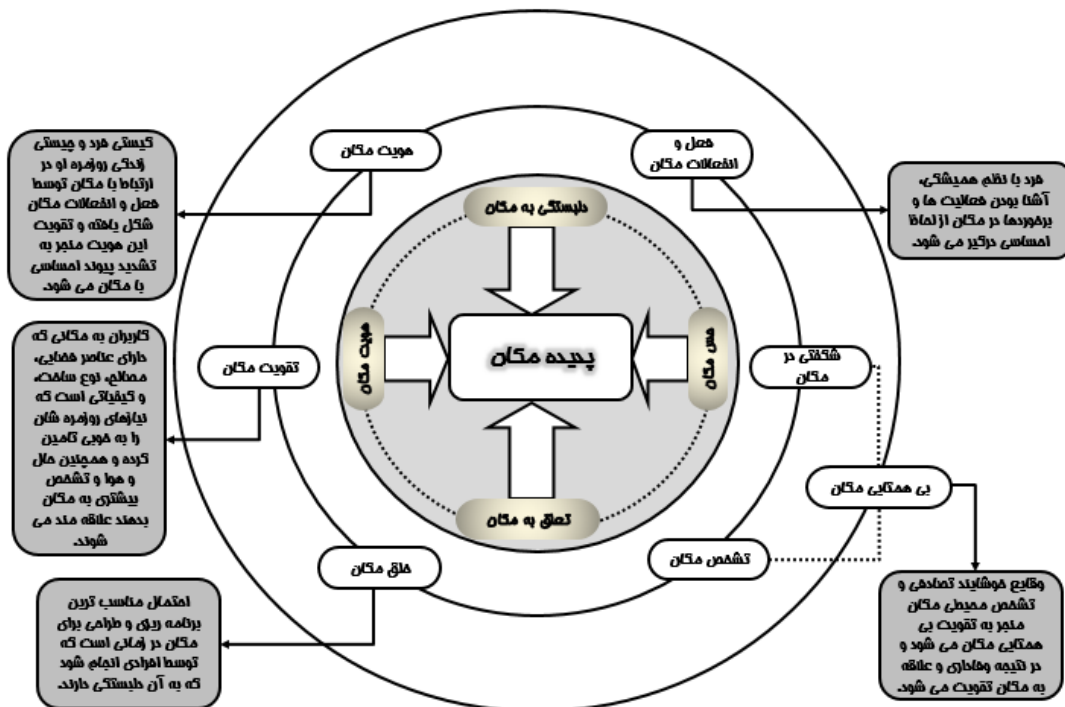 هویت مکان
فعل و
انفعالات مکان
کیستی فرد و چیستی
زندگی روزمره او در
ارتباط با مکان توسط
فعل و انفعالات مکان
شکل یافته و تقویت
این هویت منجر به
تشدید پیوند احساسی
با مکان می شود.
فرد با نظم همیشگی،
آشنا بودن فعالیت ها و
برخوردها در مکان از لحاظ
احساسی درگیر می شود.
دلبستگی به مکان
هویت مکان
پدیده مکان
حس مکان
تعلق به مکان
شگفتی در
مکان
تقویت مکان
کاربران به مکانی که
دارای عناصر فضایی،
مصالح، نوع ساخت،
و کیفیاتی است که
نیازهای روزمره شان
را به خوبی تامین
کرده و همچنین حال
و هوا و تشخص
بیشتری به مکان
بدهند علاقه مند می
شوند.
بی همتایی مکان
تشخص مکان
خلق مکان
احتمال مناسب ترین
برنامه ریزی و طراحی برای
مکان در زمانی است که
توسط افرادی انجام شود
که به آن دلبستگی دارند.
وقایع خوشایند تصادفی و
تشخص محیطی مکان
منجر به تقویت بی
همتایی مکان می شود و
در نتیجه وفاداری و علاقه
به مکان تقویت می شود.